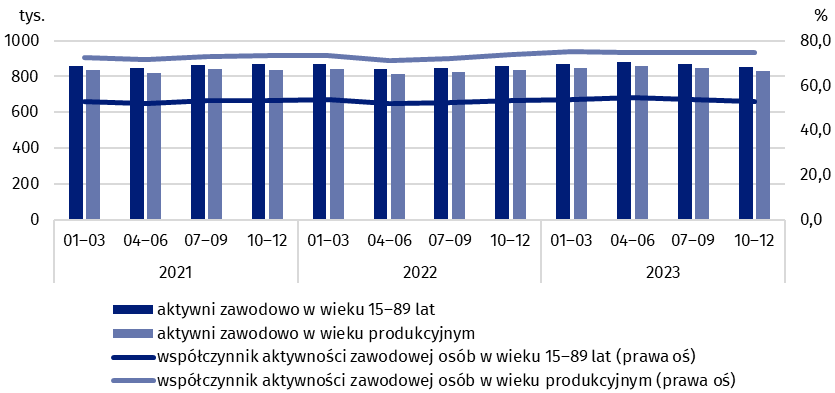 tys. %
1000 80,0
800 60,0
600
400 40,0
200 20,0
0 0,0
01–03 04–06 07–09 10–12 01–03 04–06 07–09 10–12 01–03 04–06 07–09 10–12
2021 2022 2023
aktywni zawodowo w wieku 15–89 lat
aktywni zawodowo w wieku produkcyjnym
współczynnik aktywności zawodowej osób w wieku 15–89 lat (prawa oś)
współczynnik aktywności zawodowej osób w wieku produkcyjnym (prawa oś)